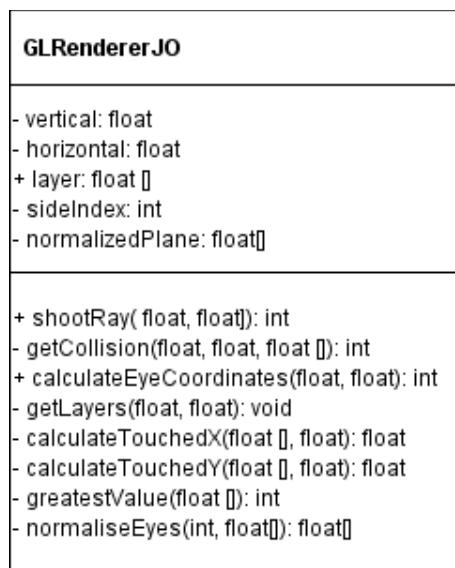 GLRendererJO
- vertical: float
- horizontal: float
+ layer: float []
- sideIndex: int
- normalizedPlane: float[]
+ shootRay( float, float]): int
- getCollision(float, float, float []): int
+ calculateEyeCoordinates(float, float): int
- getLayers(float, float): void
- calculateTouchedX(float [], float): float
- calculateTouchedY(float [], float): float
- greatestValue(float []): int
- normaliseEyes(int, float[]): float[]